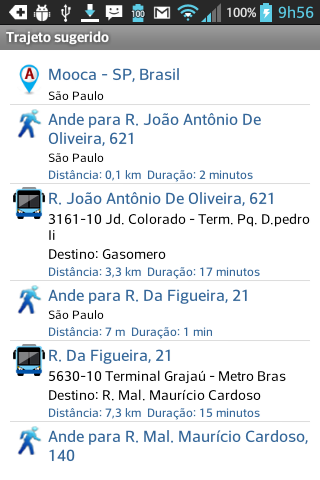 100 100% 9h56
Trajeto sugerido
A
Mooca - SP, Brasil
São Paulo
Ande para R. João Antônio De
Oliveira, 621
São Paulo
Distância: 0,1 km Duração: 2 minutos
R. João Antônio De Oliveira, 621
3161-10 Jd. Colorado - Term. Pq. D.pedro
Ii
Destino: Gasomero
Distância: 3,3 km Duração: 17 minutos
Ande para R. Da Figueira, 21
São Paulo
Distância: 7 m Duração: 1 min
R. Da Figueira, 21
5630-10 Terminal Grajaú - Metro Bras
Destino: R. Mal. Maurício Cardoso
Distância: 7,3 km Duração: 15 minutos
Ande para R. Mal. Maurício Cardoso,
140